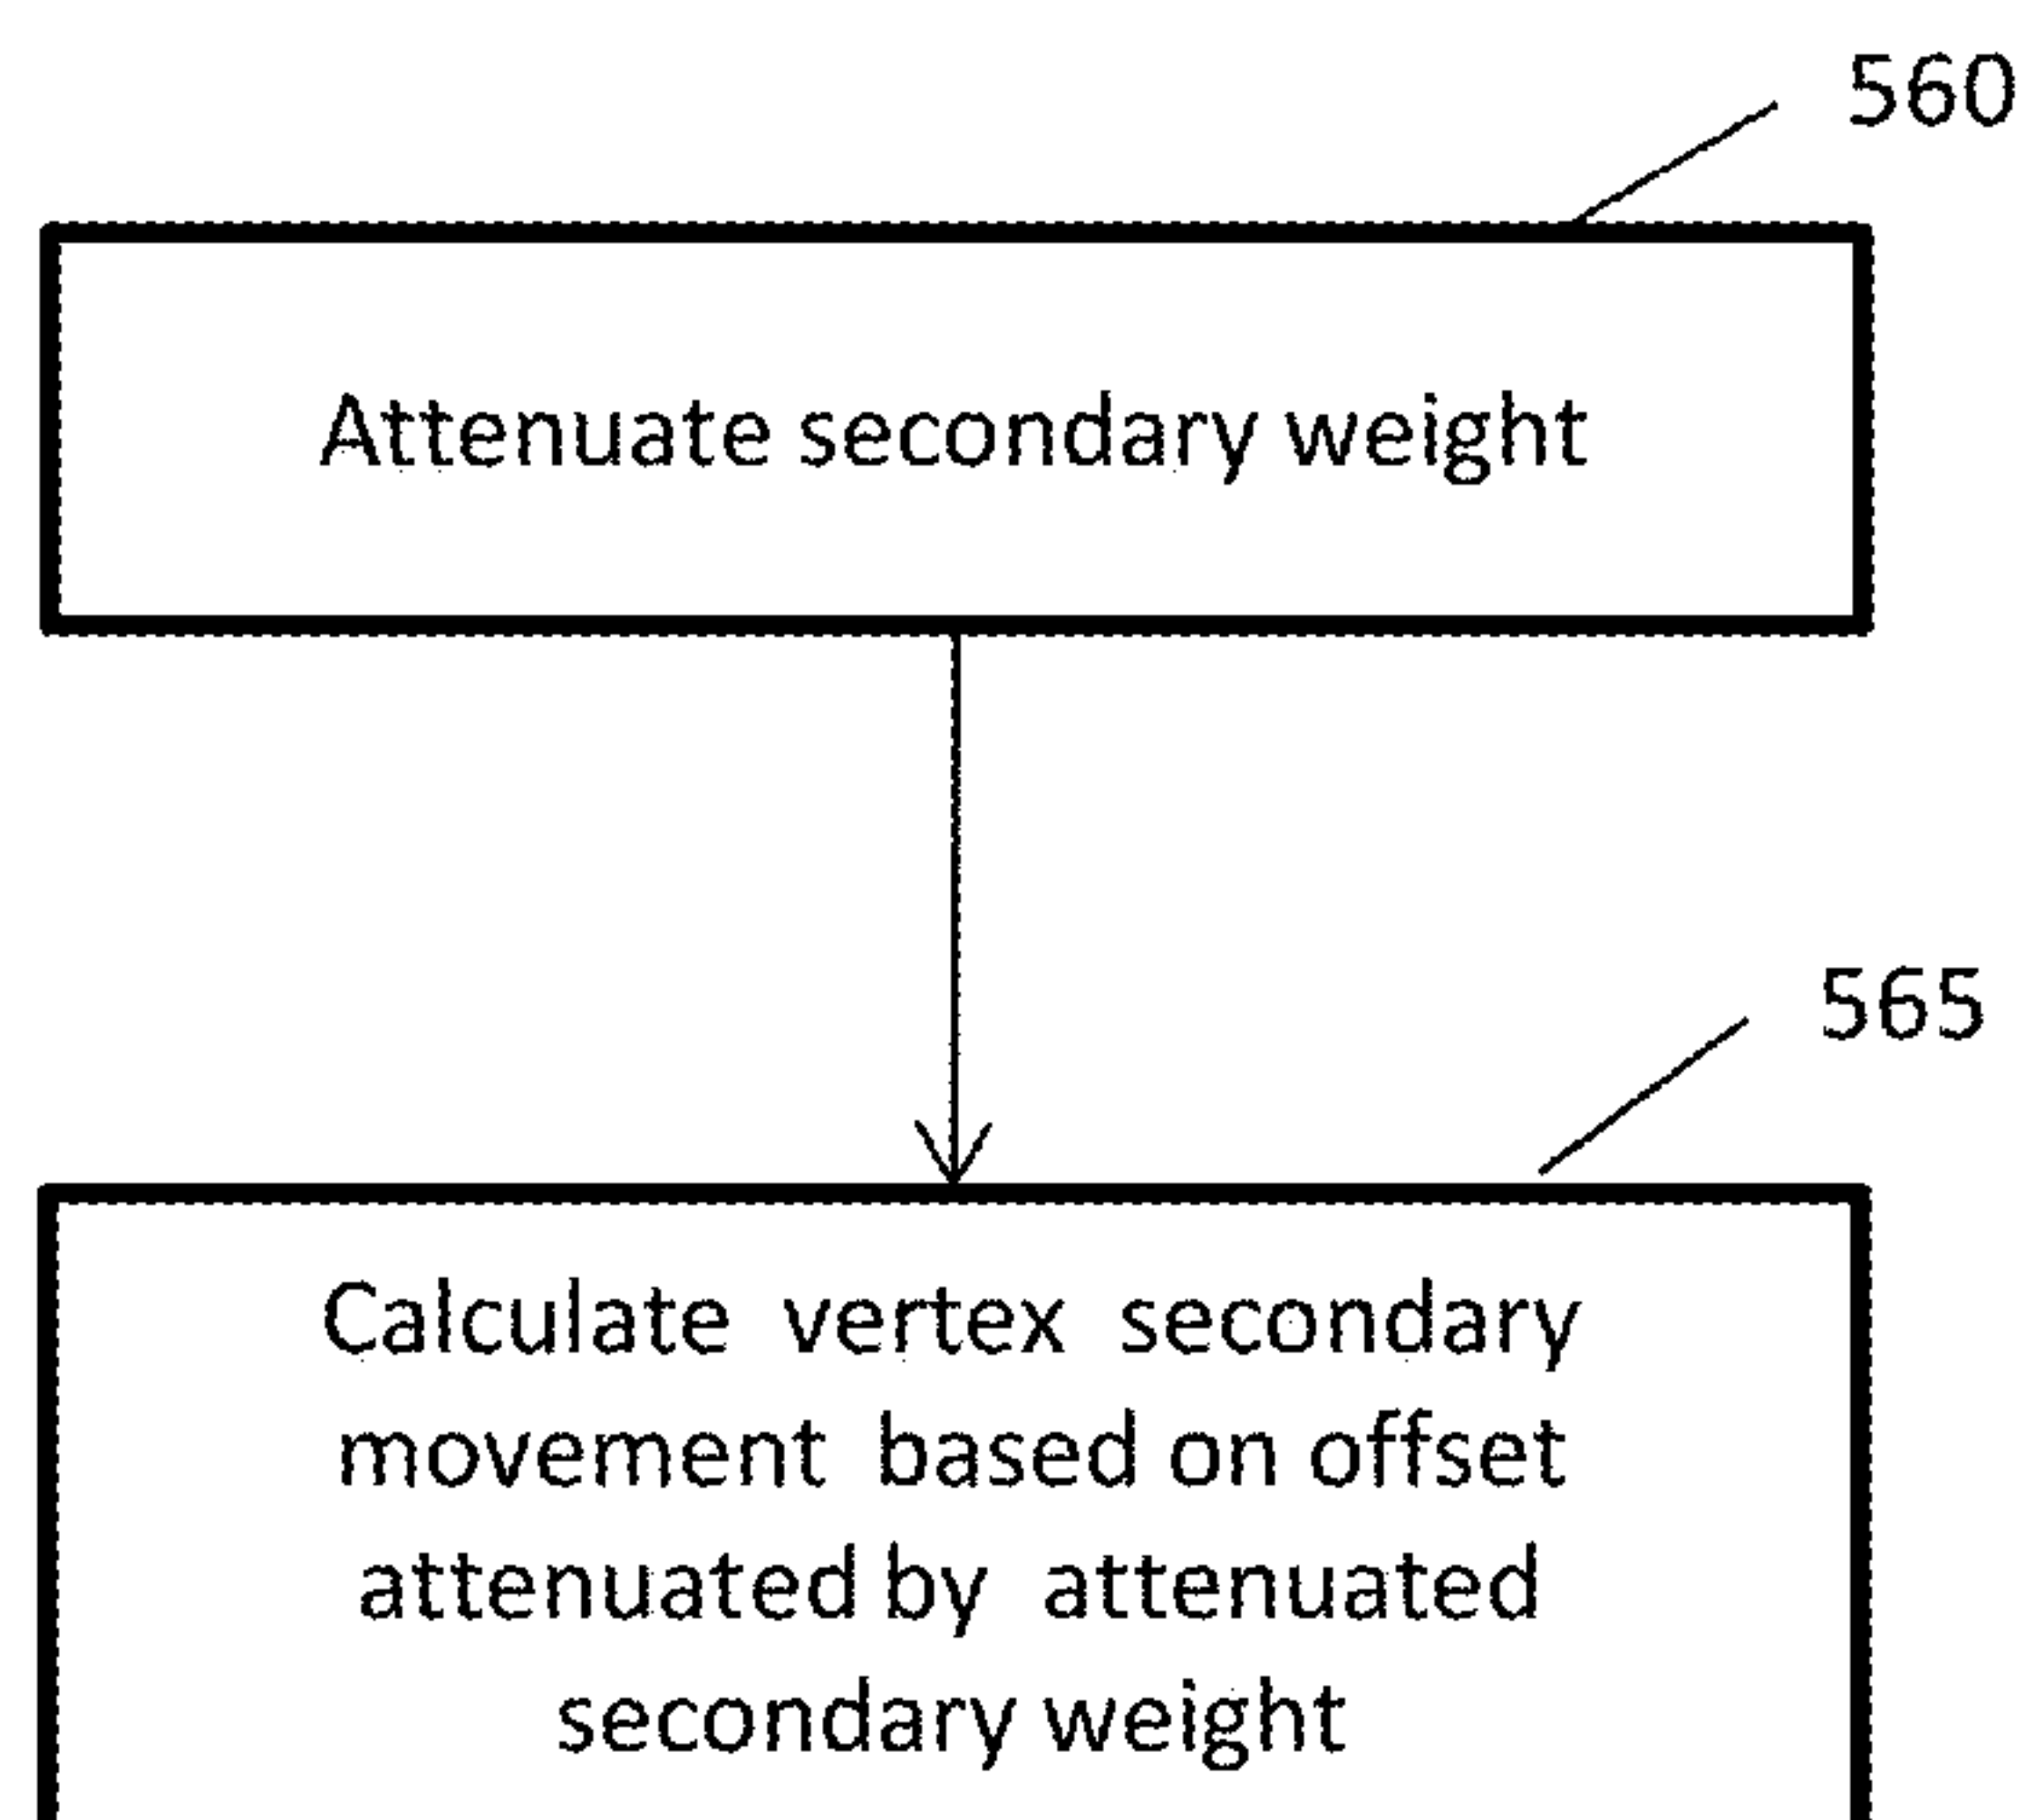 560
Attenuate secondary weight
565
Calculate vertex secondary
movement based on offset
attenuated by attenuated
secondary weight